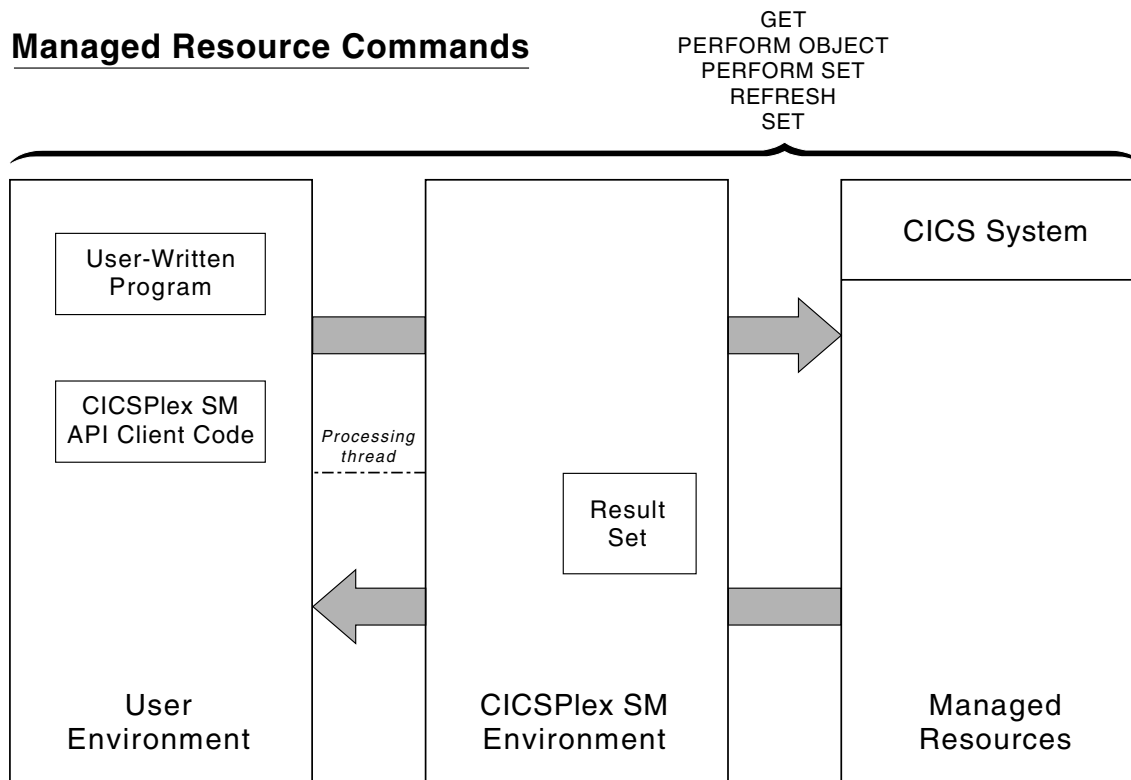 Managed Resource Commands
GET
PERFORM OBJECT
PERFORM SET
REFRESH
SET
User-Written
Program
CICSPlex SM
API Client Code
Processing
thread
Result
Set
CICS System
User
Environment
CICSPlex SM
Environment
Managed
Resources